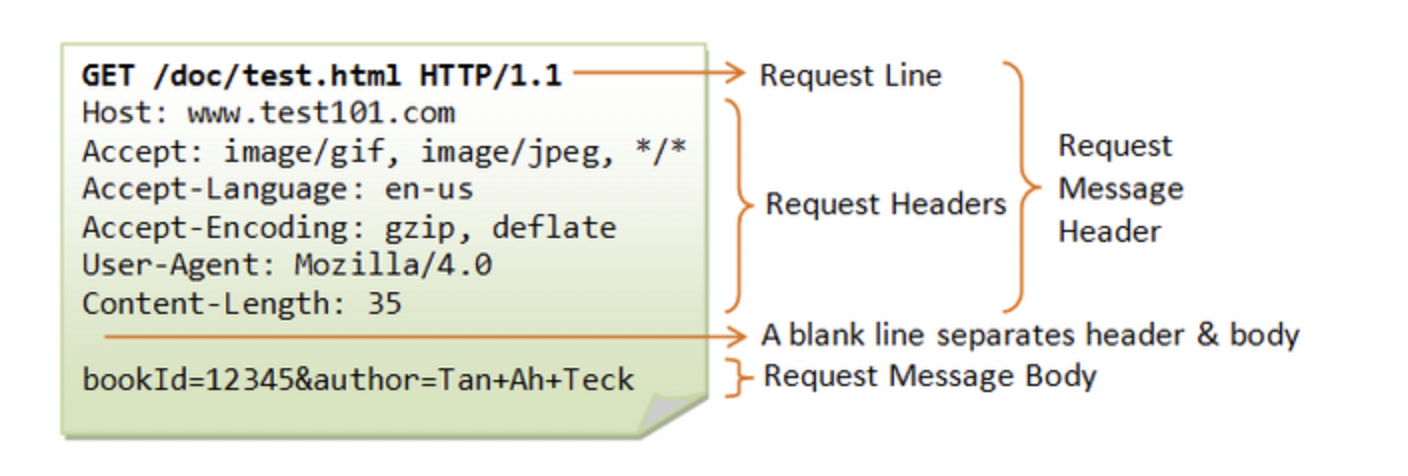 GET /doc/test.html HTTP/1.1
Host: www.test101.com
Accept: image/gif, image/jpeg, */*
Accept-Language: en-us
Accept-Encoding: gzip, deflate
User-Agent: Mozilla/4.0
Content-Length: 35
bookId=12345&author=Tan+Ah+Teck
Request Line
Request Headers
Request
Message
Header
A blank line separates header & body
Request Message Body